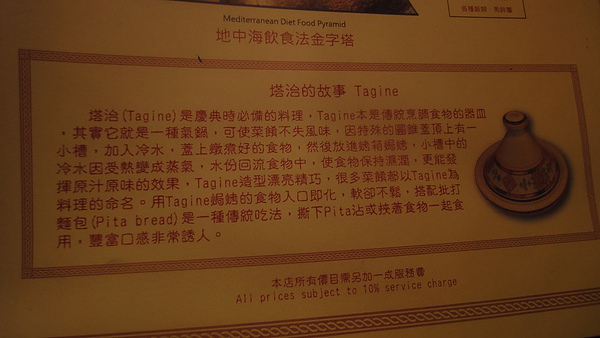 Mediterranean Diet Food Pyramid
地中海飲食法金字塔
塔治的故事 Tagine
塔治(Tagine)是慶典時必備的料理，Tagine本是傳統烹調食物的器皿
，其實它就是一種氣鍋，可使菜餚不失風味，因特殊的圓錐蓋頂上有一
小槽，加入冷水，蓋上燉煮好的食物，然後放進烤箱焗烤，小槽中的
冷水因受熱變成蒸氣，水份回流食物中，使食物保持濕潤，更能發
揮原汁原味的效果，Tagine造型漂亮精巧，很多菜餚都以Tagine為
料理的命名。用Tagine焗烤的食物入口即化，軟卻不鬆，搭配批打
麵包(Pita bread)是一種傳統吃法，撕下Pita沾或挾著食物一起食
用，豐富口感非常誘人。
本店所有價目需另加一成服務費
All prices subject to 10% service charge